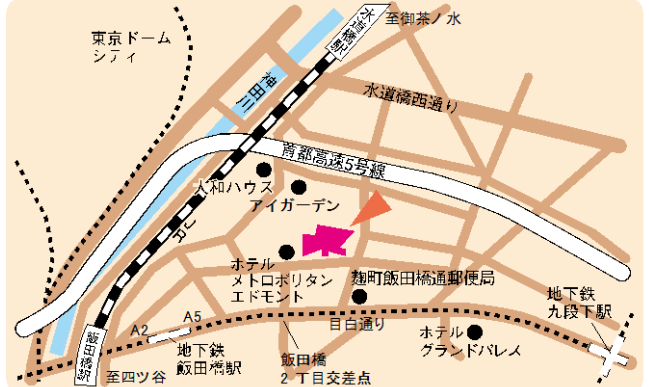 東京ドーム
シティ
水道橋駅
至御茶ノ水
神田川
水道橋西通り
首都高速5号線
大和ハウス
アイガーデン
JR
ホテル
メトロポリタン
エドモント
麹町飯田橋通郵便局
地下鉄
九段下駅
A2
A5
目白通り
ホテル
グランドパレス
飯田橋駅
至四ツ谷
地下鉄
飯田橋駅
飯田橋
2丁目交差点